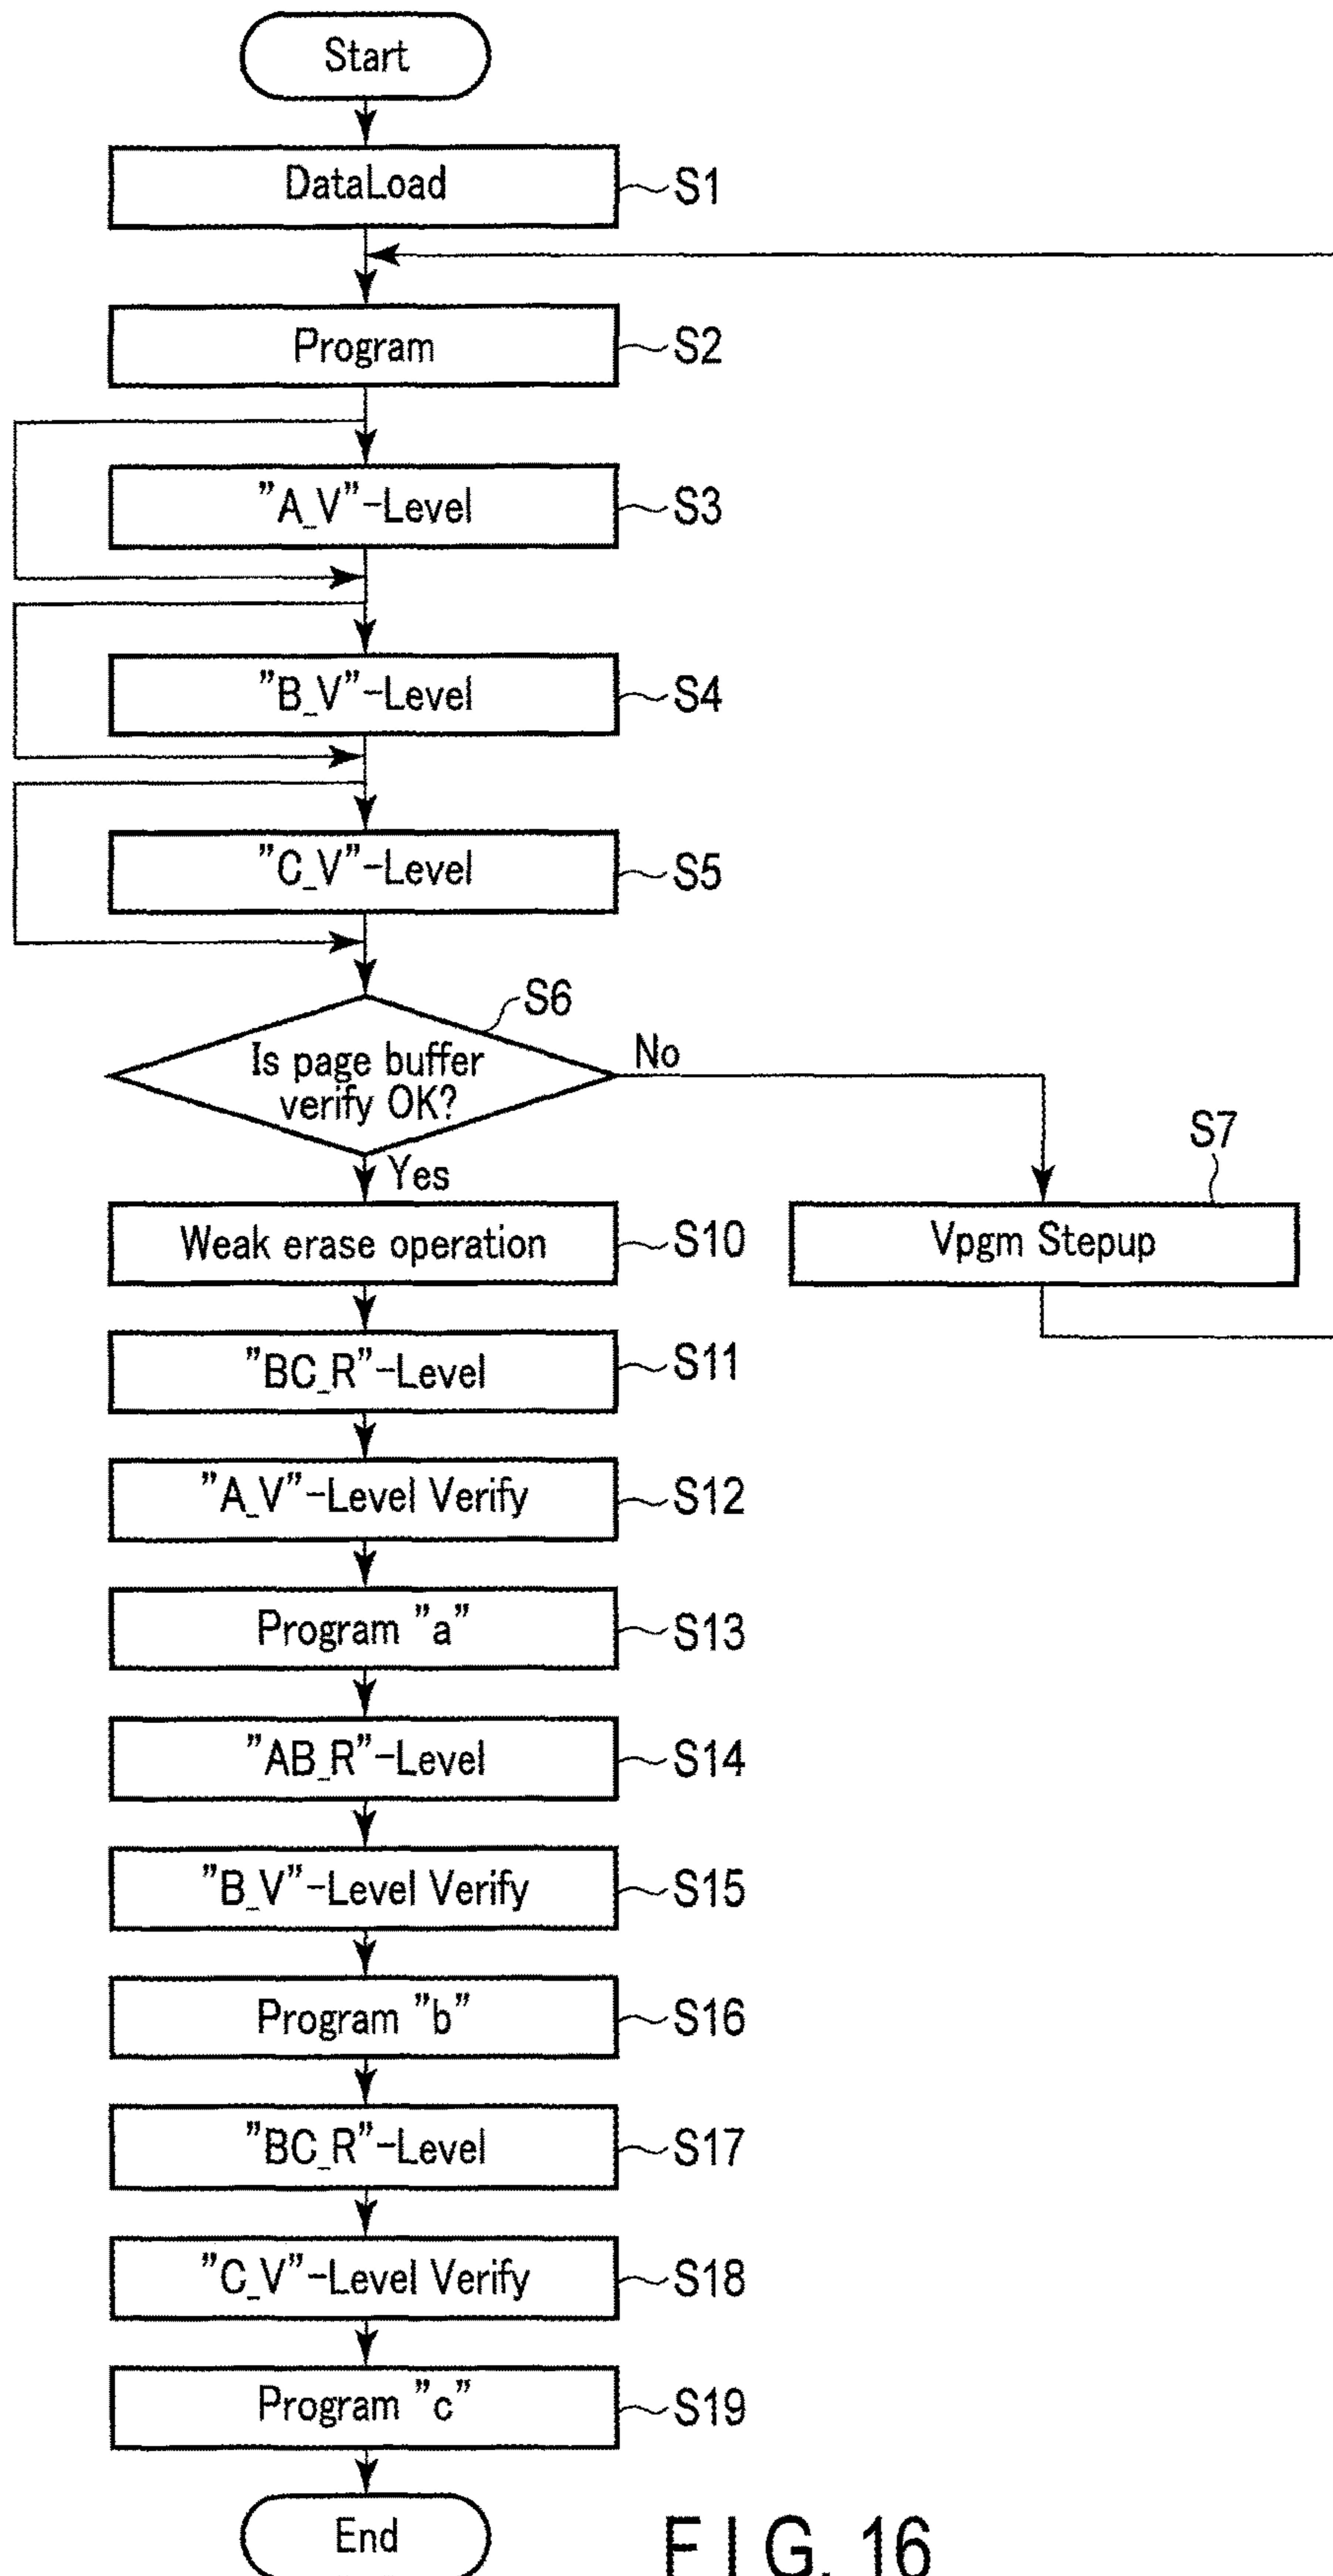 Start
DataLoad
S1
Program
S2
"A_V"-Level
S3
"B_V"-Level
S4
"C_V"-Level
S5
S6
Is page buffer
verify OK?
No
Yes
S7
Vpgm Stepup
Weak erase operation
S10
"BC_R"-Level
S11
"A_V"-Level Verify
S12
Program "a"
S13
"AB_R"-Level
S14
"B_V"-Level Verify
S15
Program "b"
S16
"BC_R"-Level
S17
"C_V"-Level Verify
S18
Program "c"
S19
End
FIG. 16